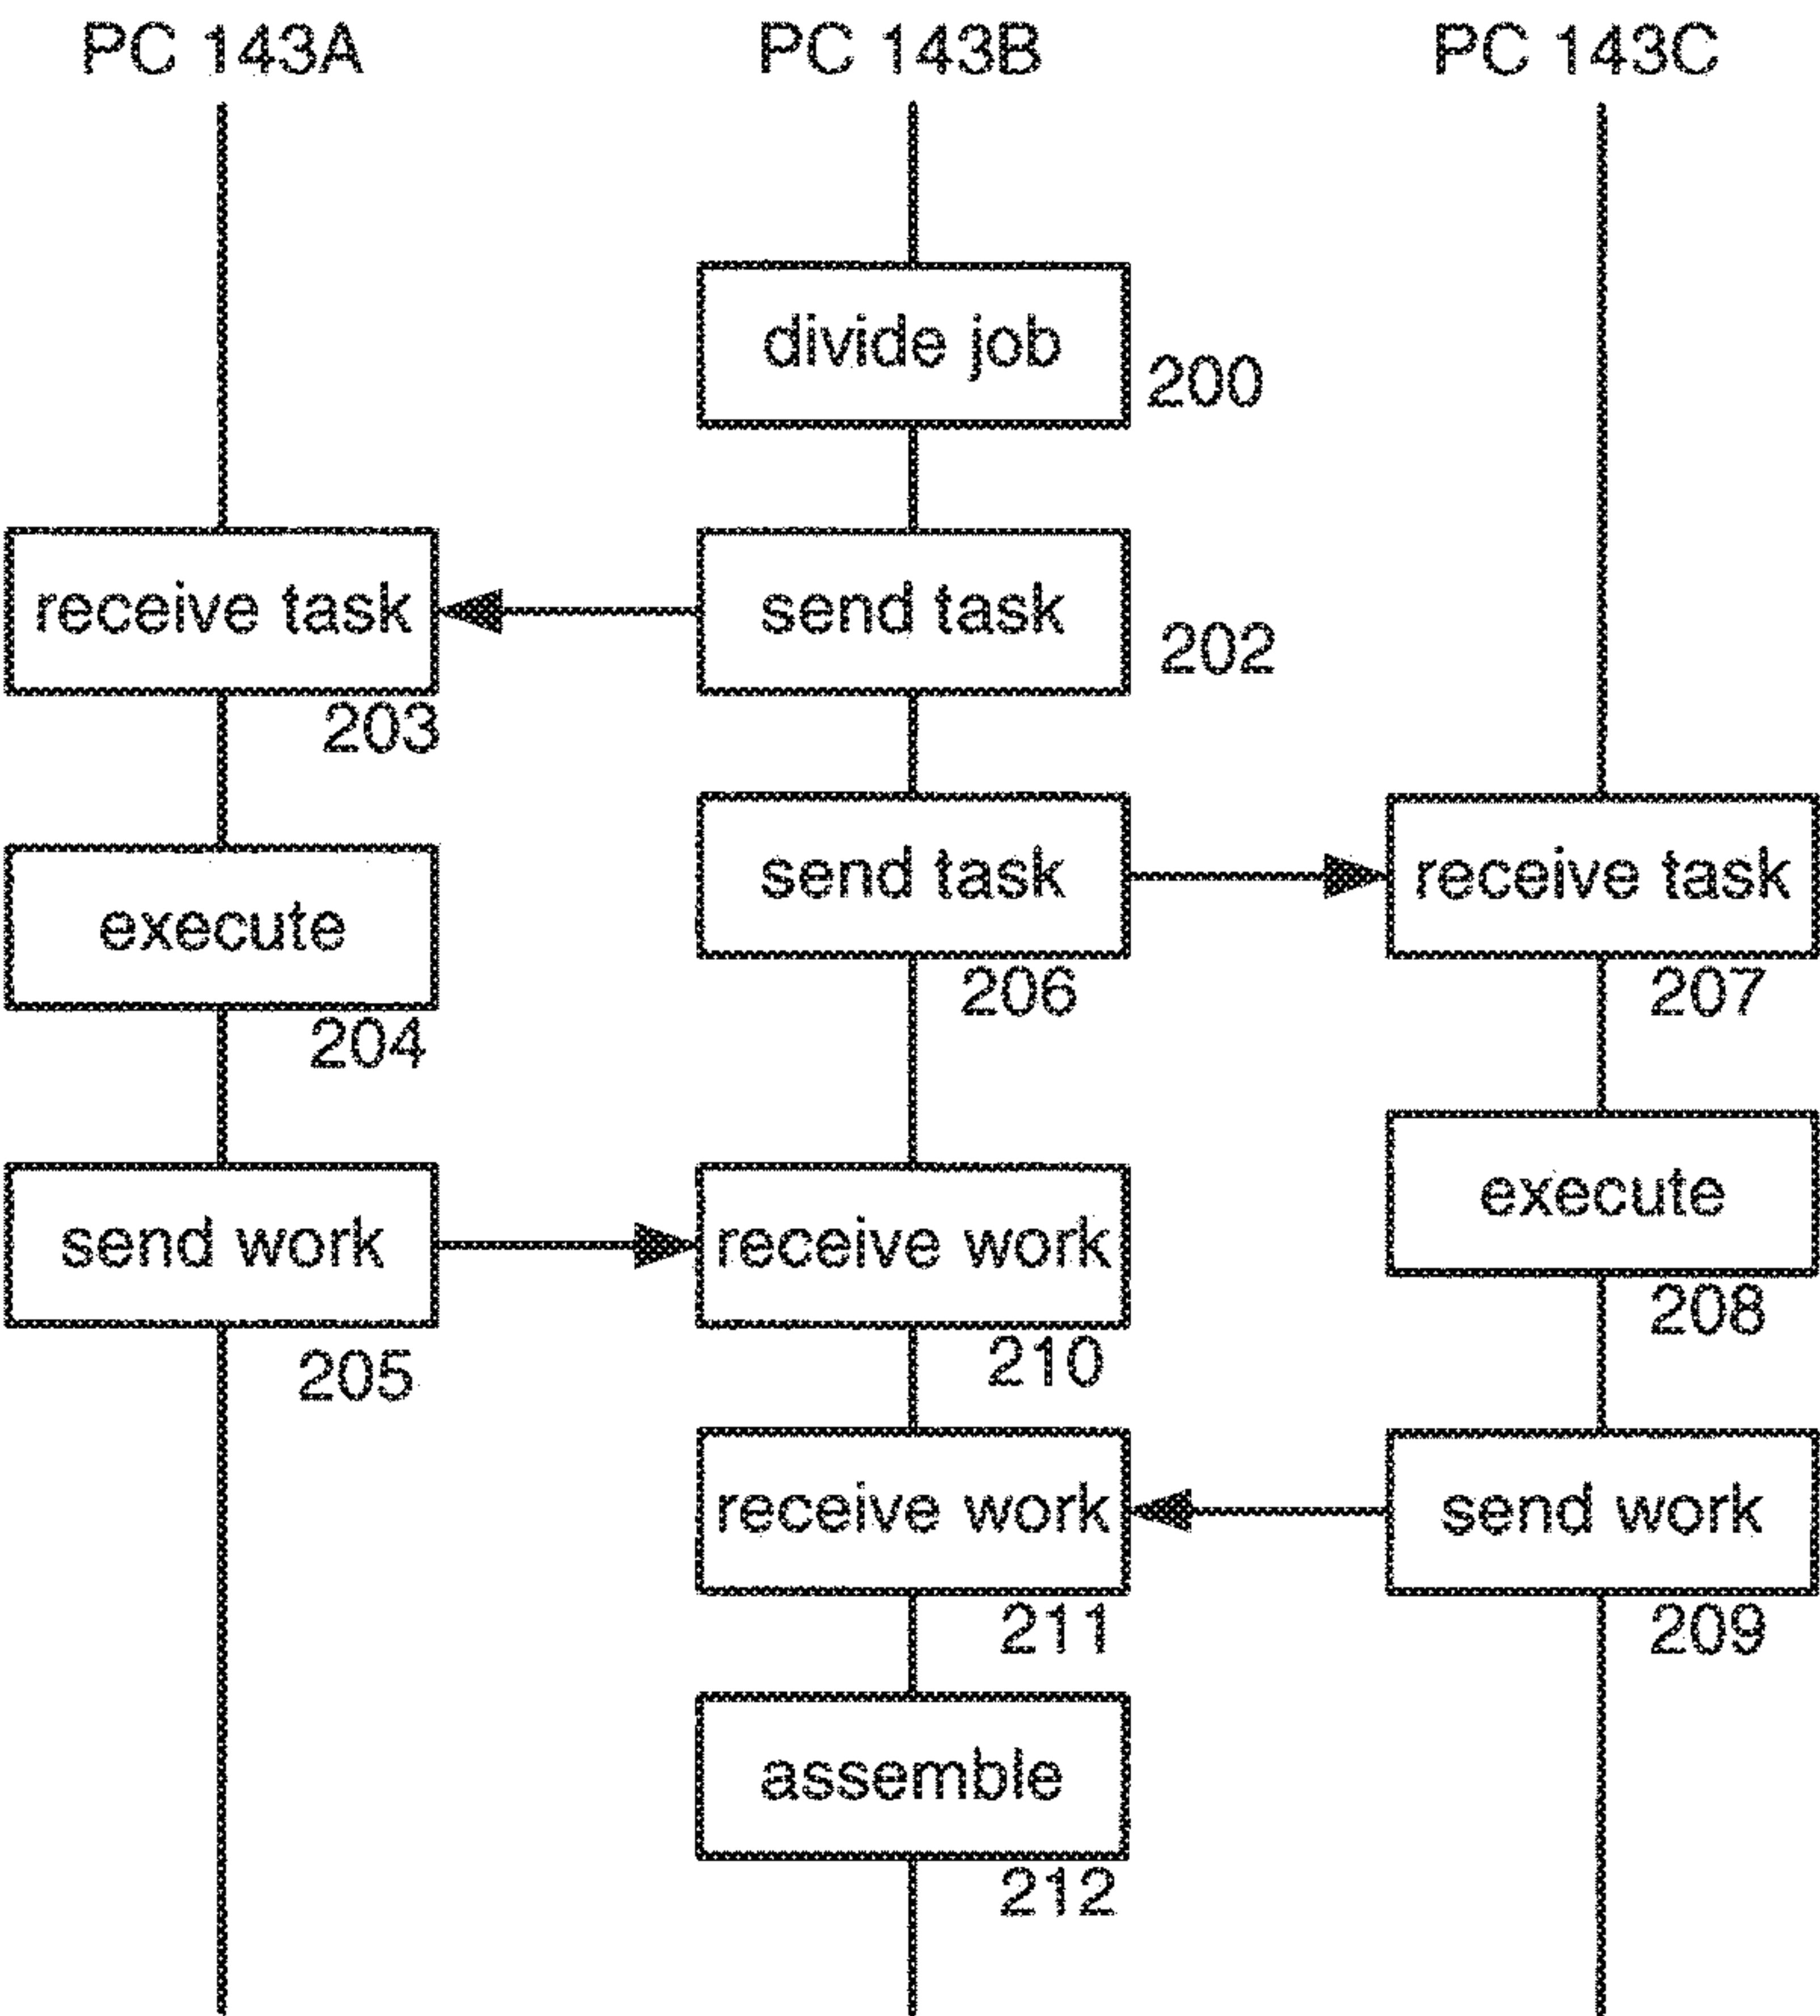 PC 143A PC 143B PC 143C
divide job
200
receive task
send task
202
203
send task
receive task
execute
206
207
204
execute
send work
receive work
208
205
210
receive work
send work
211
209
assemble
212